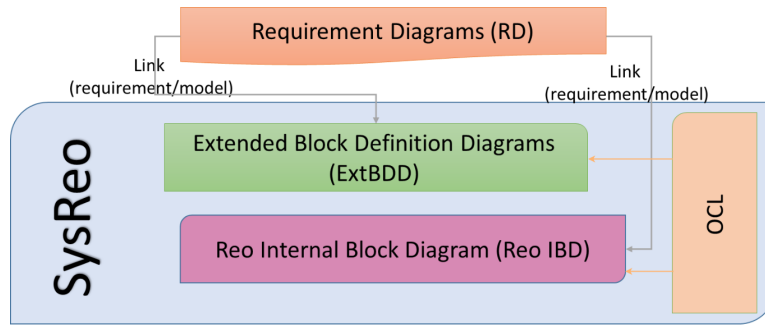 Requirement Diagrams (RD)
Link
(requirement/model)
Link
(requirement/model)
Extended Block Definition Diagrams
(ExtBDD)
SysReo
OCL
Reo Internal Block Diagram (Reo IBD)